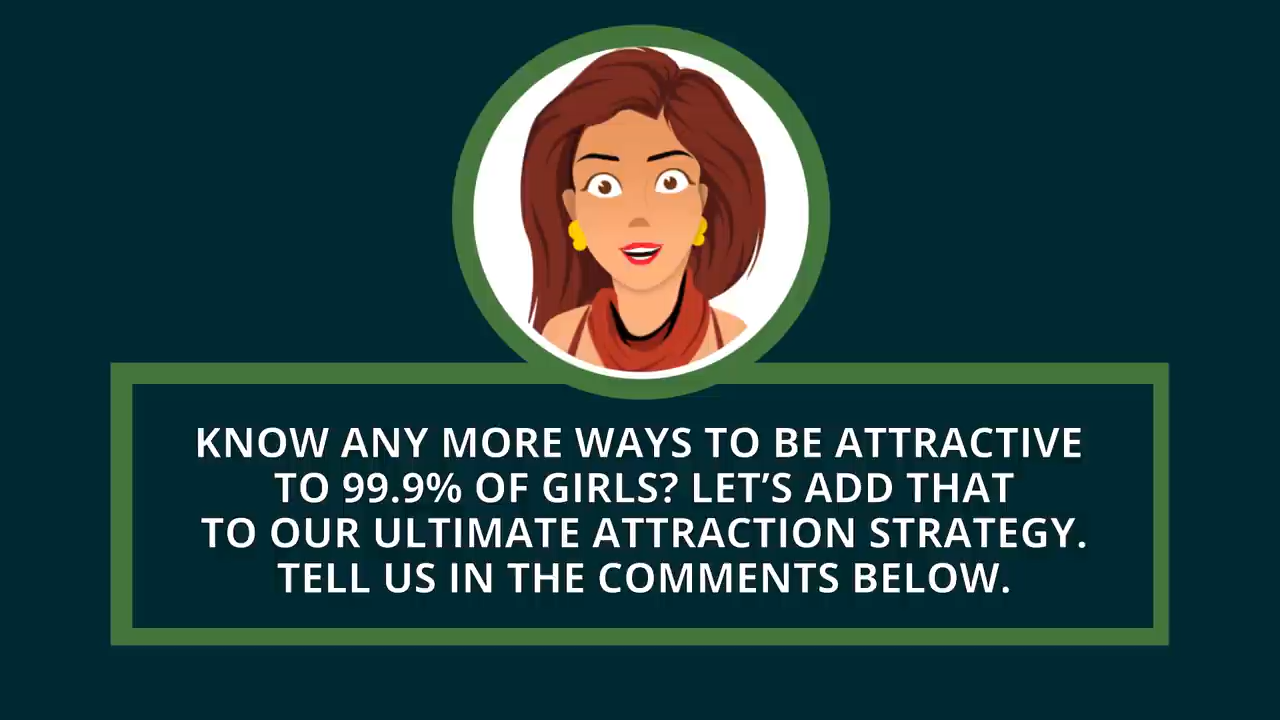 KNOW ANY MORE WAYS TO BE ATTRACTIVE
TO 99.9% OF GIRLS? LET’S ADD THAT
TO OUR ULTIMATE ATTRACTION STRATEGY.
TELL US IN THE COMMENTS BELOW.